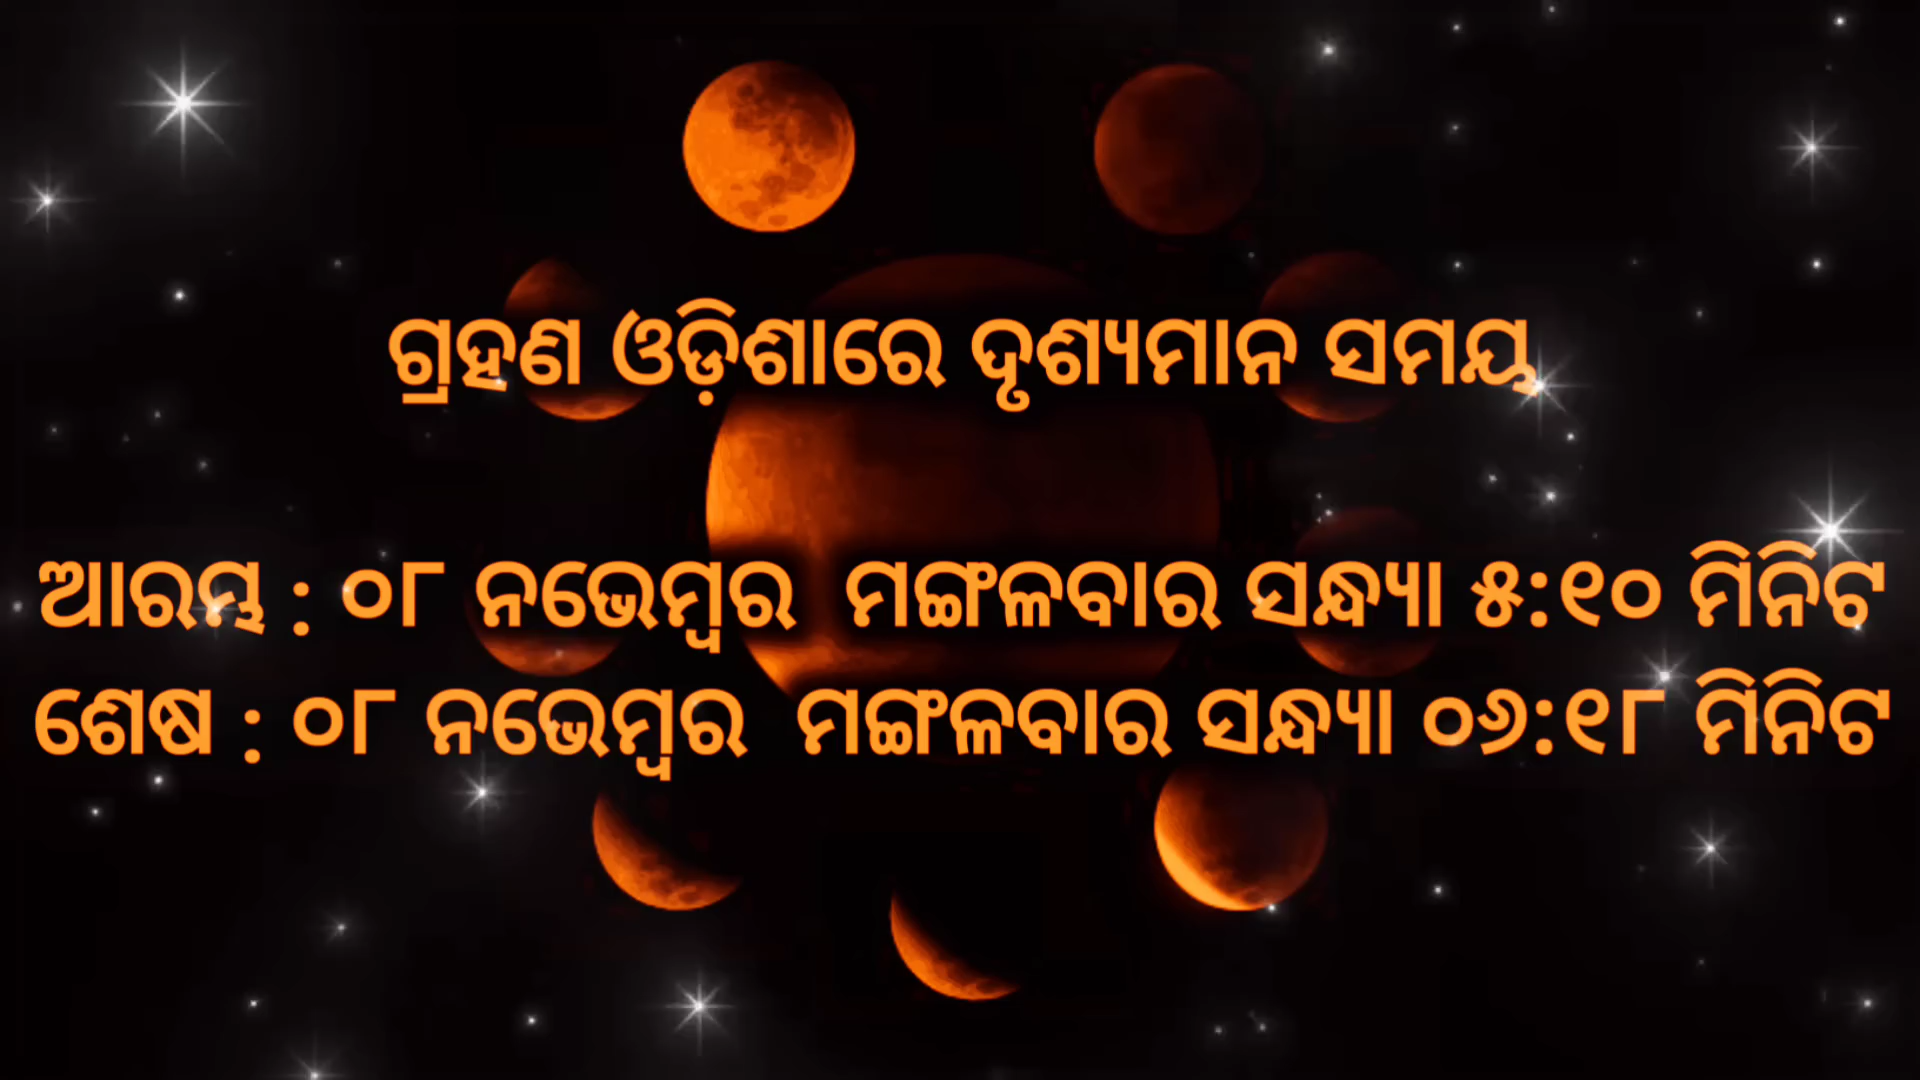 ଗ୍ରହଣ ଓଡ଼ିଶାରେ ଦୃଶ୍ୟମାନ ସମୟ
ଆରମ୍ଭ : ୦୮ ନଭେମ୍ବର ମଙ୍ଗଳବାର ସନ୍ଧ୍ୟା ୫:୧୦ ମିନିଟ
ଶେଷ : ୦୮ ନଭେମ୍ବର ମଙ୍ଗଳବାର ସନ୍ଧ୍ୟା ୦୬:୧୮ ମିନିଟ